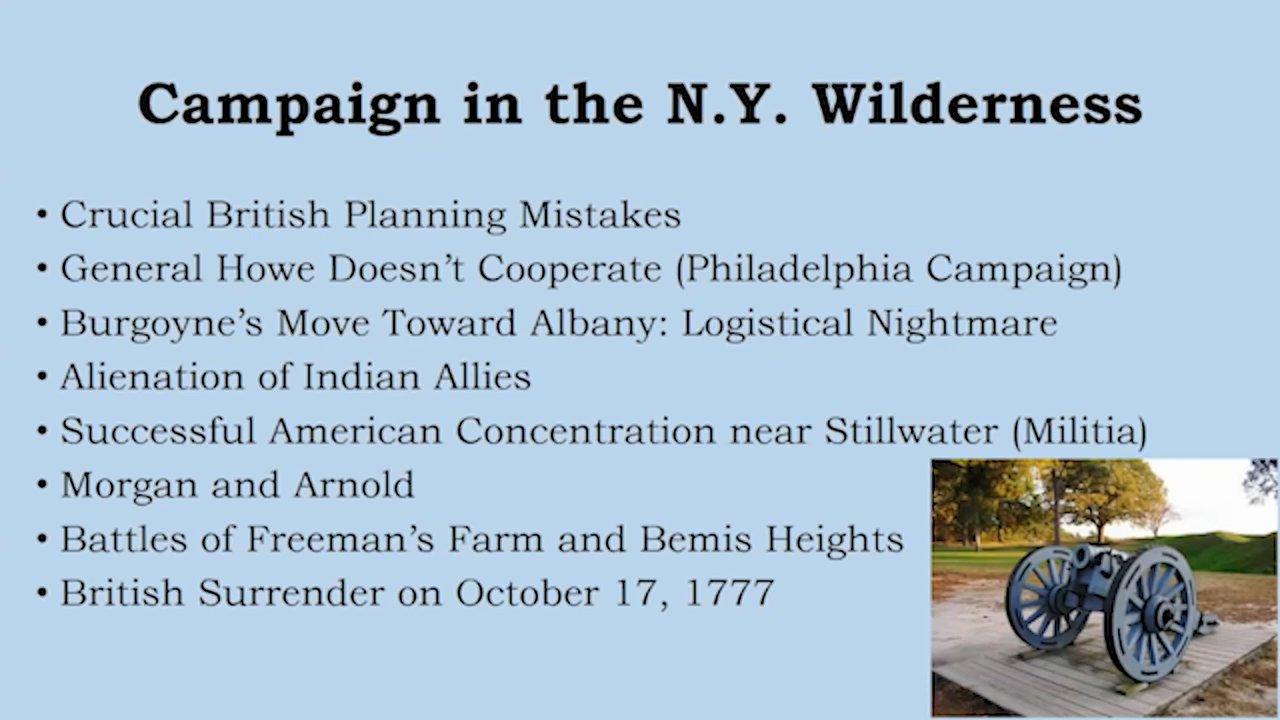 Campaign in the N.Y. Wilderness
• Crucial British Planning Mistakes
• General Howe Doesn’t Cooperate (Philadelphia Campaign)
• Burgoyne’s Move Toward Albany: Logistical Nightmare
• Alienation of Indian Allies
• Successful American Concentration near Stillwater (Militia)
• Morgan and Arnold
• Battles of Freeman’s Farm and Bemis Heights
• British Surrender on October 17, 1777